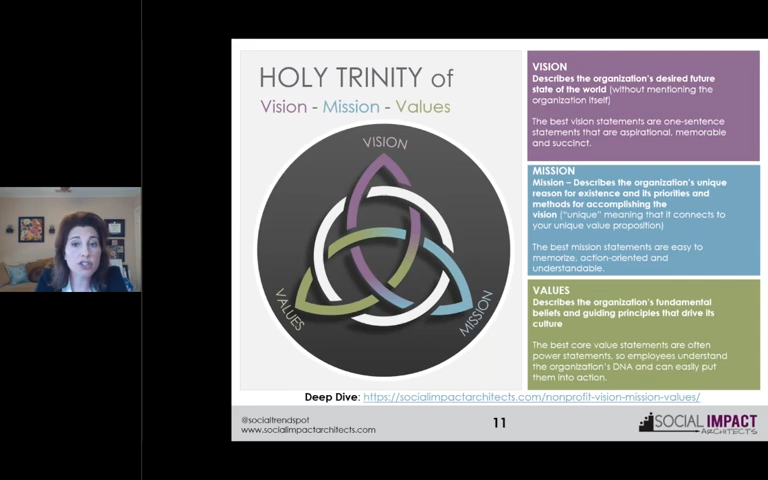 HOLY TRINITY of
Vision - Mission - Values
VISION
VALUES
MISSION
VISION
Describes the organization's desired future
state of the world (without mentioning the
organization itself)
The best vision statements are one-sentence
statements that are aspirational, memorable
and succinct.
MISSION
Mission – Describes the organization's unique
reason for existence and its priorities and
methods for accomplishing the
vision ("unique" meaning that it connects to
your unique value proposition)
The best mission statements are easy to
memorize, action-oriented and
understandable.
VALUES
Describes the organization's fundamental
beliefs and guiding principles that drive its
culture
The best core value statements are often
power statements, so employees understand
the organization's DNA and can easily put
them into action.
Deep Dive: https://socialimpactarchitects.com/nonprofit-vision-mission-values/
@socialtrendspot
www.socialimpactarchitects.com
11
SOCIAL IMPACT
ARCHITECTS